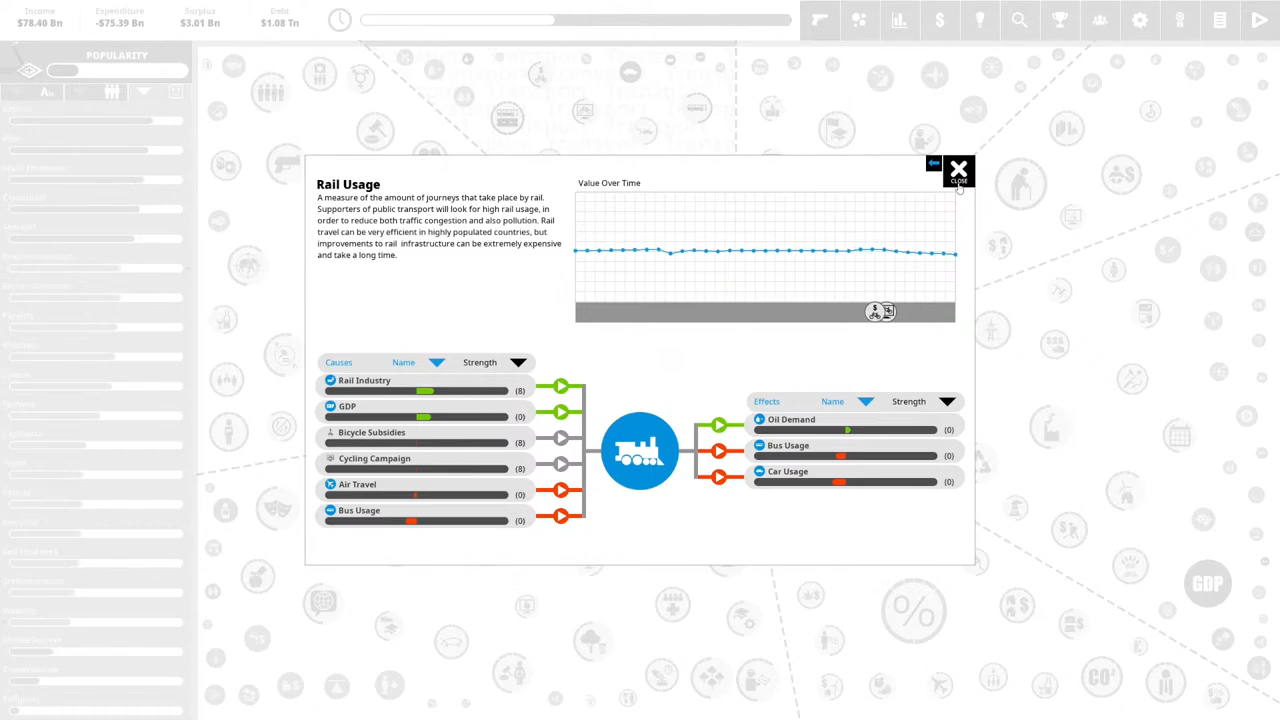 Income Expenditure Surplus Debt
$78.40 Bn -$75.39 Bn $3.01 Bn $1.08 Tn
POPULARITY
Rail Usage
A measure of the amount of journeys that take place by rail.
Supporters of public transport will look for high rail usage, in
order to reduce both traffic congestion and also pollution. Rail
travel can be very efficient in highly populated countries, but
improvements to rail infrastructure can be extremely expensive
and take a long time.
Value Over Time
CLOSE
Causes Name Strength
Rail Industry
(8)
GDP
(0)
Bicycle Subsidies
(8)
Cycling Campaign
(8)
Air Travel
(0)
Bus Usage
(0)
Effects Name Strength
Oil Demand
(0)
Bus Usage
(0)
Car Usage
(0)
GDP
CO²